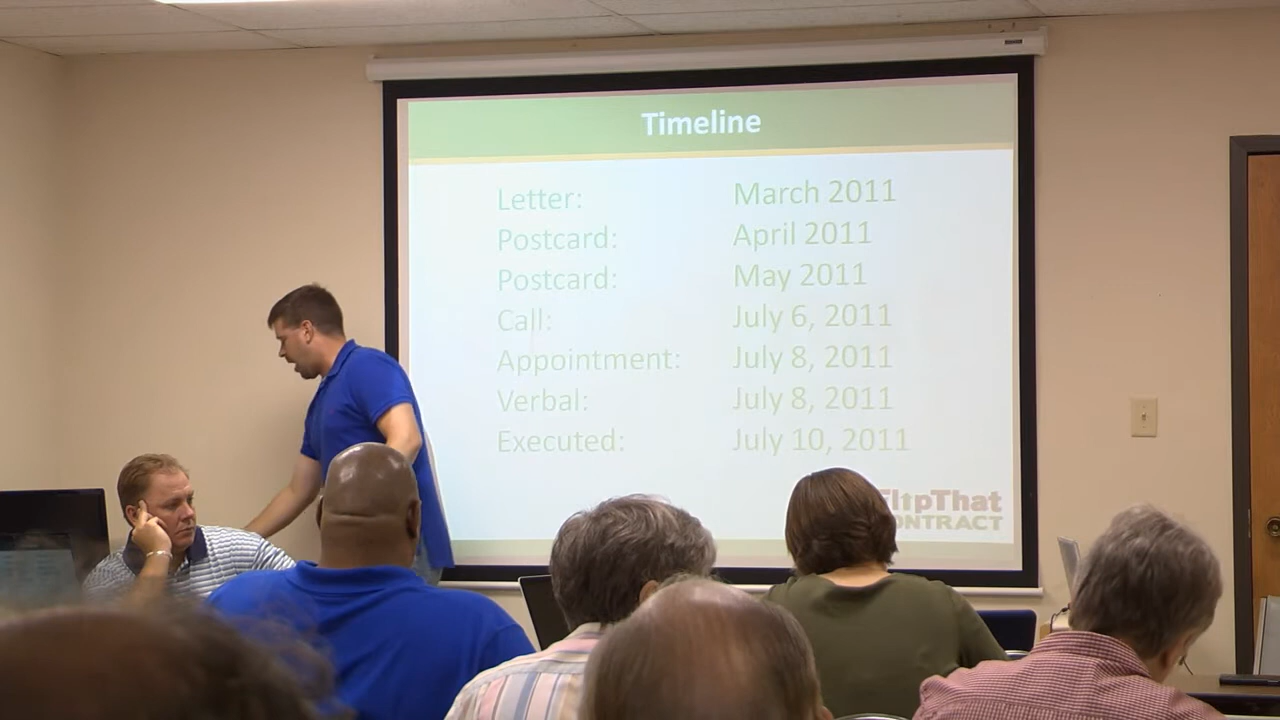 Timeline
Letter: March 2011
Postcard: April 2011
Postcard: May 2011
Call: July 6, 2011
Appointment: July 8, 2011
Verbal: July 8, 2011
Executed: July 10, 2011
FlipThat
CONTRACT